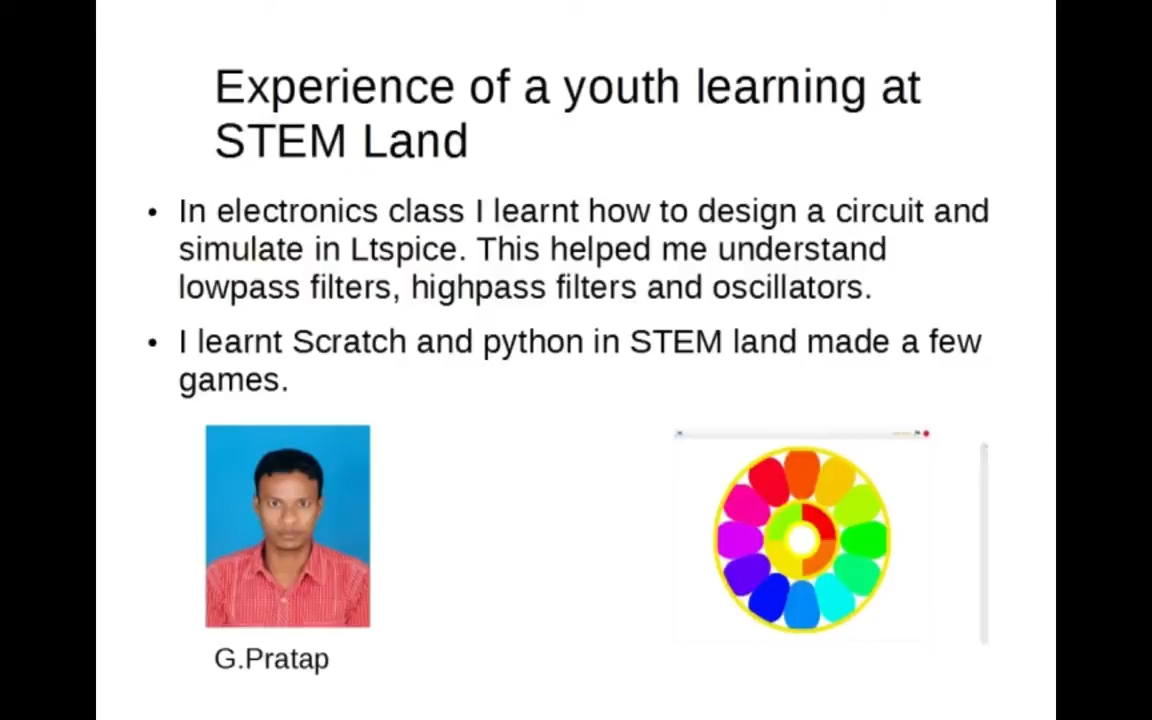 Experience of a youth learning at
STEM Land
• In electronics class I learnt how to design a circuit and
simulate in Ltspice. This helped me understand
lowpass filters, highpass filters and oscillators.
• I learnt Scratch and python in STEM land made a few
games.
G.Pratap